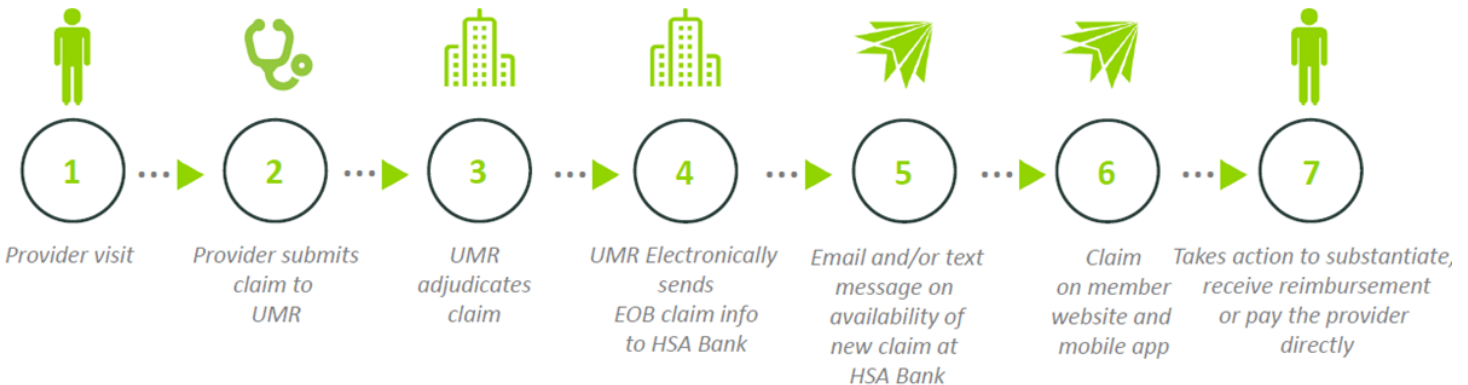 1
2
3
4
5
6
7
Provider visit
Provider submits
claim to
UMR
UMR
adjudicates
claim
UMR Electronically
sends
EOB claim info
to HSA Bank
Email and/or text
message on
availability of
new claim at
HSA Bank
Claim
on member
website and
mobile app
Takes action to substantiate,
receive reimbursement
or pay the provider
directly